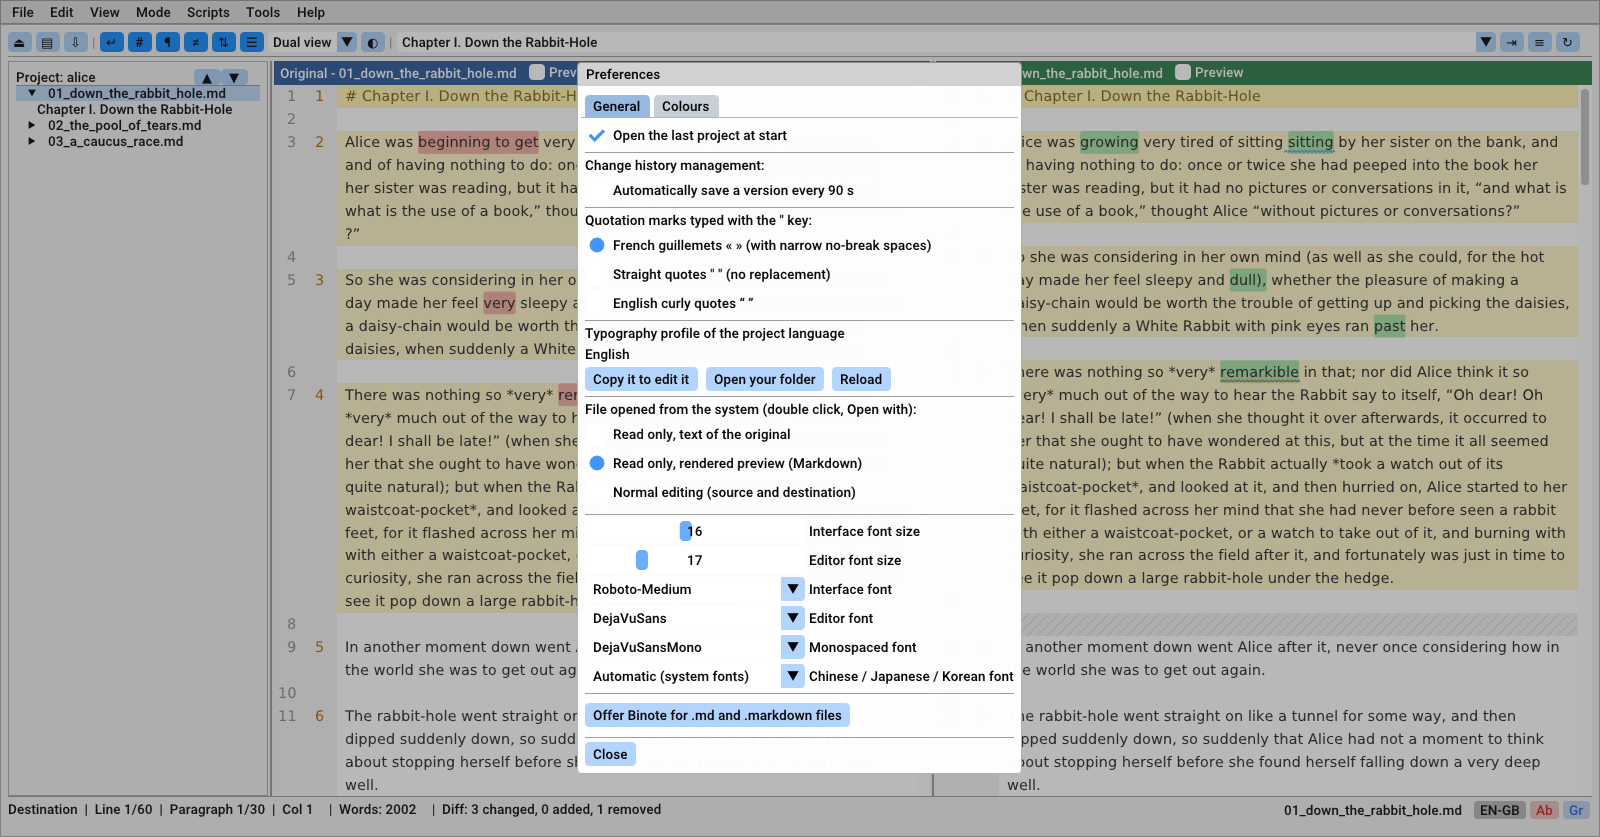 File Edit View Mode Scripts Tools Help
Dual view Chapter I. Down the Rabbit-Hole
Project: alice
01_down_the_rabbit_hole.md
Chapter I. Down the Rabbit-Hole
02_the_pool_of_tears.md
03_a_caucus_race.md
Original - 01_down_the_rabbit_hole.md Prev
1 1 # Chapter I. Down the Rabbit-H
2
3 2 Alice was beginning to get very
and of having nothing to do: on
her sister was reading, but it ha
what is the use of a book,” thou
?”
4
5 3 So she was considering in her o
day made her feel very sleepy a
a daisy-chain would be worth th
daisies, when suddenly a White
6
7 4 There was nothing so *very* rer
*very* much out of the way to h
dear! I shall be late!” (when she
her that she ought to have won
quite natural); but when the Ral
waistcoat-pocket*, and looked a
feet, for it flashed across her mi
with either a waistcoat-pocket,
curiosity, she ran across the fiel
see it pop down a large rabbit-h
8
9 5 In another moment down went
the world she was to get out ag
10
11 6 The rabbit-hole went straight on
dipped suddenly down, so sudd
about stopping herself before sh
well.
Preferences
General Colours
Open the last project at start
Change history management:
Automatically save a version every 90 s
Quotation marks typed with the " key:
French guillemets « » (with narrow no-break spaces)
Straight quotes " " (no replacement)
English curly quotes “ ”
Typography profile of the project language
English
Copy it to edit it Open your folder Reload
File opened from the system (double click, Open with):
Read only, text of the original
Read only, rendered preview (Markdown)
Normal editing (source and destination)
16 Interface font size
17 Editor font size
Roboto-Medium Interface font
DejaVuSans Editor font
DejaVuSansMono Monospaced font
Automatic (system fonts) Chinese / Japanese / Korean font
Offer Binote for .md and .markdown files
Close
wn_the_rabbit_hole.md Preview
Chapter I. Down the Rabbit-Hole
ice was growing very tired of sitting sitting by her sister on the bank, and
having nothing to do: once or twice she had peeped into the book her
ster was reading, but it had no pictures or conversations in it, “and what is
e use of a book,” thought Alice “without pictures or conversations?”
she was considering in her own mind (as well as she could, for the hot
ay made her feel sleepy and dull), whether the pleasure of making a
aisy-chain would be worth the trouble of getting up and picking the daisies,
hen suddenly a White Rabbit with pink eyes ran past her.
here was nothing so *very* remarkible in that; nor did Alice think it so
ery* much out of the way to hear the Rabbit say to itself, “Oh dear! Oh
ear! I shall be late!” (when she thought it over afterwards, it occurred to
er that she ought to have wondered at this, but at the time it all seemed
uite natural); but when the Rabbit actually *took a watch out of its
aistcoat-pocket*, and looked at it, and then hurried on, Alice started to her
et, for it flashed across her mind that she had never before seen a rabbit
th either a waistcoat-pocket, or a watch to take out of it, and burning with
uriosity, she ran across the field after it, and fortunately was just in time to
e it pop down a large rabbit-hole under the hedge.
another moment down went Alice after it, never once considering how in
e world she was to get out again.
he rabbit-hole went straight on like a tunnel for some way, and then
pped suddenly down, so suddenly that Alice had not a moment to think
bout stopping herself before she found herself falling down a very deep
well.
Destination | Line 1/60 | Paragraph 1/30 | Col 1 | Words: 2002 | Diff: 3 changed, 0 added, 1 removed
01_down_the_rabbit_hole.md EN-GB Ab Gr